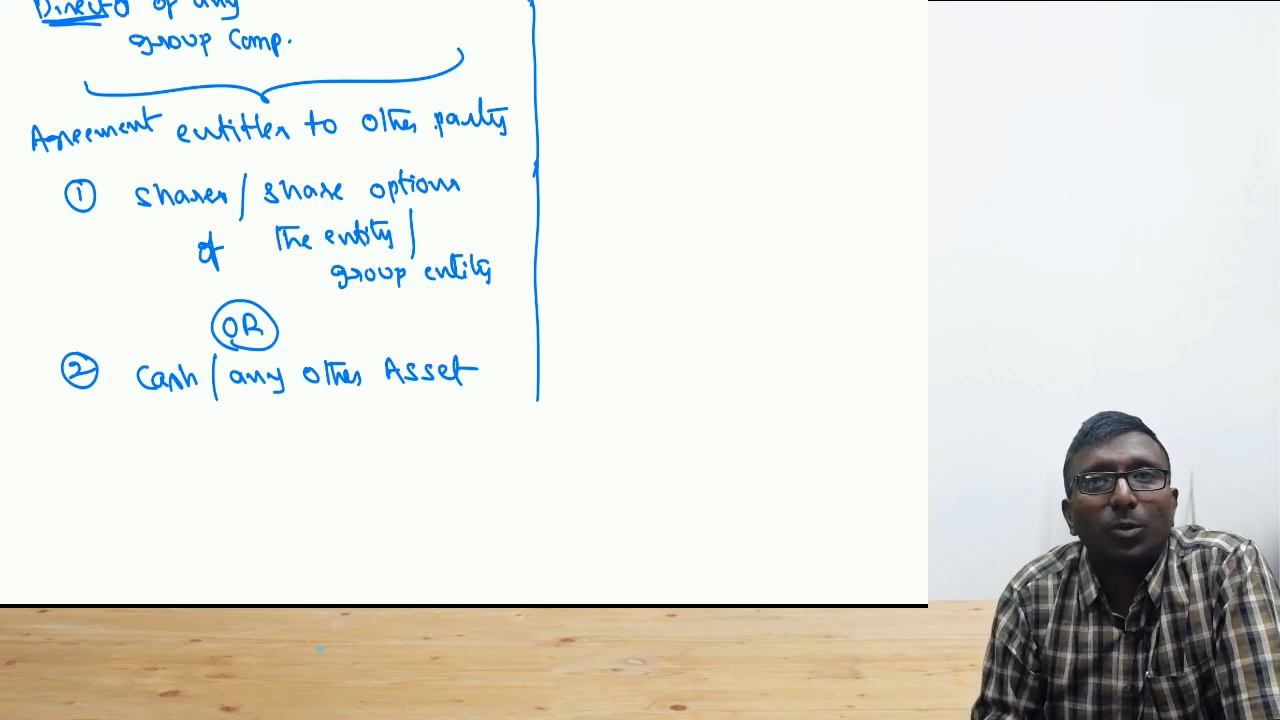 of any
group Comp.
Agreement entitles to other party
① shares / share options
of the entity /
group entity
OR
② Cash / any other Asset